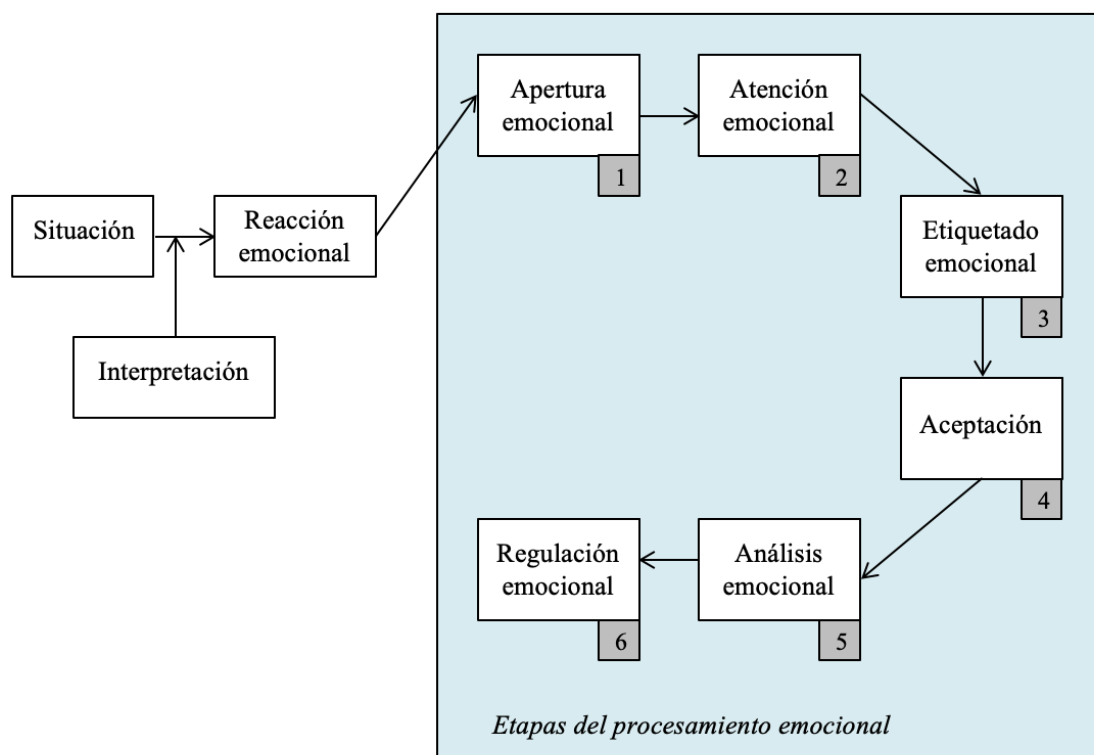 Situación
Interpretación
Reacción
emocional
Apertura
emocional
1
Atención
emocional
2
Etiquetado
emocional
3
Aceptación
4
Análisis
emocional
5
Regulación
emocional
6
Etapas del procesamiento emocional